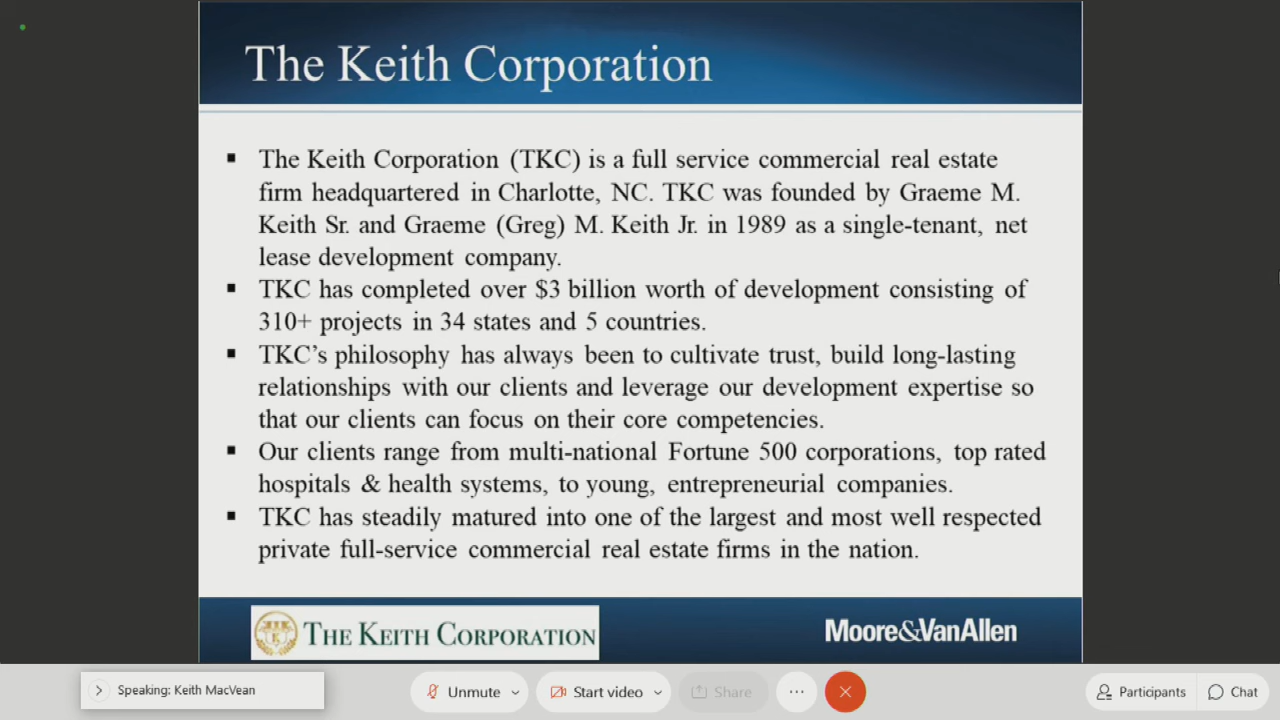 The Keith Corporation
▪ The Keith Corporation (TKC) is a full service commercial real estate
firm headquartered in Charlotte, NC. TKC was founded by Graeme M.
Keith Sr. and Graeme (Greg) M. Keith Jr. in 1989 as a single-tenant, net
lease development company.
▪ TKC has completed over $3 billion worth of development consisting of
310+ projects in 34 states and 5 countries.
▪ TKC’s philosophy has always been to cultivate trust, build long-lasting
relationships with our clients and leverage our development expertise so
that our clients can focus on their core competencies.
▪ Our clients range from multi-national Fortune 500 corporations, top rated
hospitals & health systems, to young, entrepreneurial companies.
▪ TKC has steadily matured into one of the largest and most well respected
private full-service commercial real estate firms in the nation.
THE KEITH CORPORATION
Moore&VanAllen
Speaking: Keith MacVean
Unmute
Start video
Share
Participants
Chat